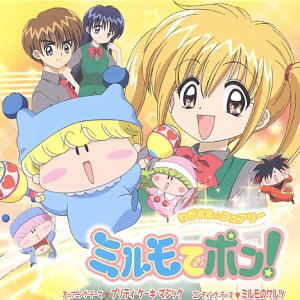 わがまま☆フェアリー
ミルモでポン!
オープニング・テーマ♥プリティ・ケーキ・マジック エンディング・テーマ♥ミルモのワルツ